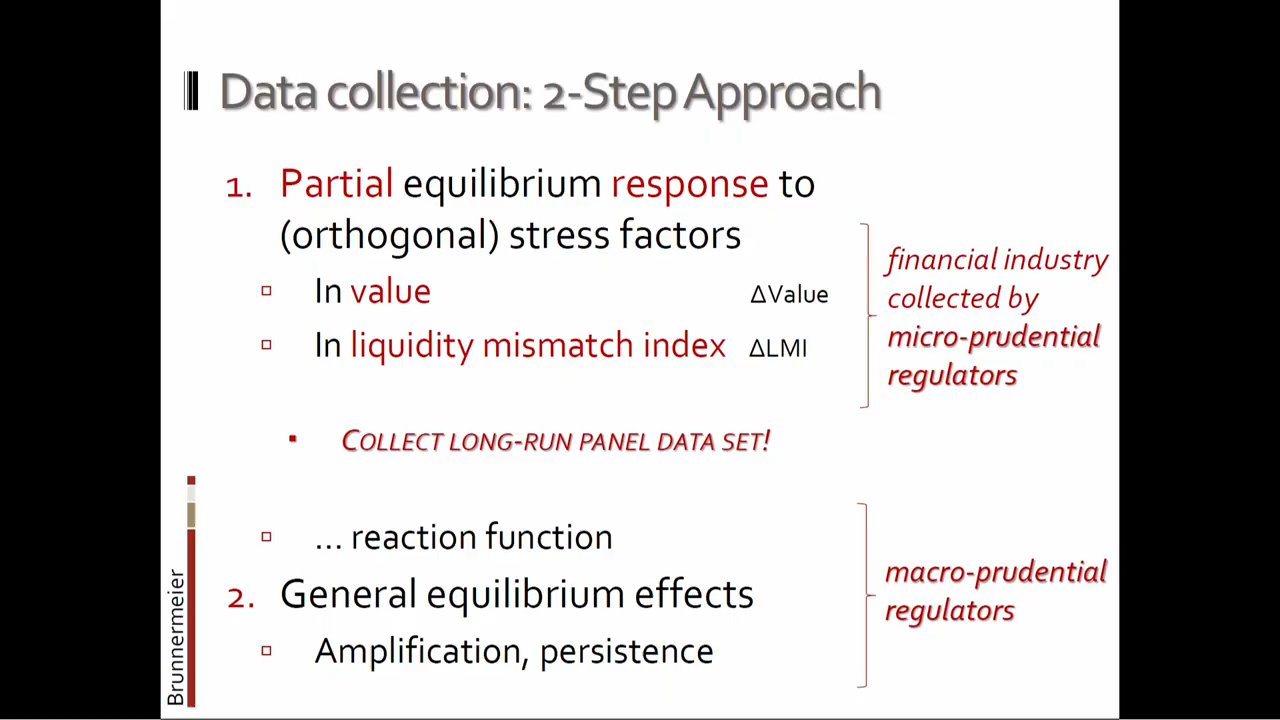 Data collection: 2-Step Approach
1. Partial equilibrium response to
(orthogonal) stress factors
In value ΔValue
In liquidity mismatch index ΔLMI
financial industry
collected by
micro-prudential
regulators
COLLECT LONG-RUN PANEL DATA SET!
... reaction function
2. General equilibrium effects
Amplification, persistence
macro-prudential
regulators
Brunnermeier